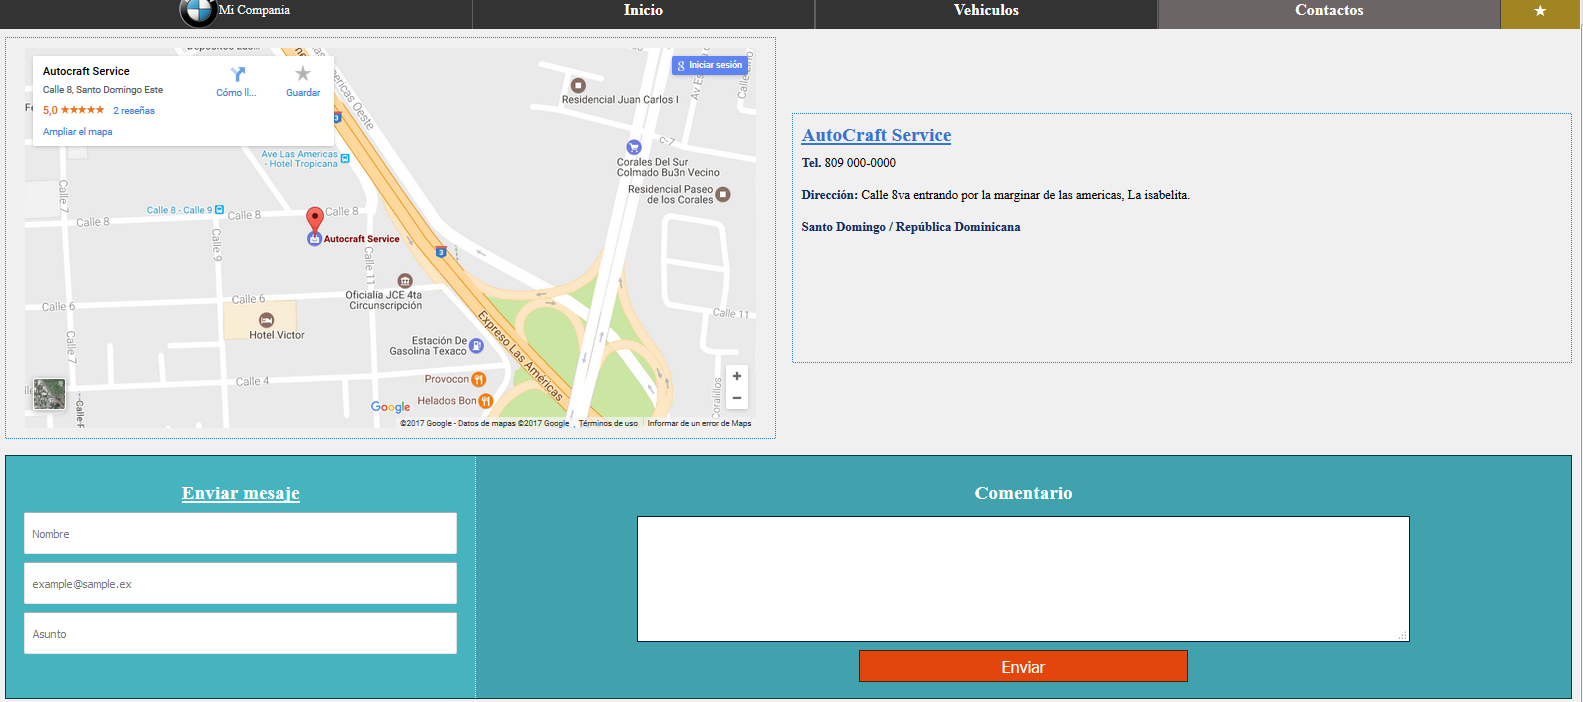 Mi Compania
Inicio
Vehiculos
Contactos
Autocraft Service
Calle 8, Santo Domingo Este
5,0
2 reseñas
Ampliar el mapa
Cómo ll...
Guardar
Iniciar sesión
Americas Oeste
Residencial Juan Carlos I
C-7
Corales Del Sur
Colmado Bu3n Vecino
Residencial Paseo
de los Corales
Ave Las Americas
- Hotel Tropicana
3
Calle 7
Calle 8 - Calle 9
Calle 8
Calle 8
Calle 8
Autocraft Service
Calle 9
Calle 11
3
Oficialía JCE 4ta
Circunscripción
Calle 6
Calle 6
Hotel Victor
Calle 11
Expreso Las Américas
Calle 7
Estación De
Gasolina Texaco
Calle 4
Provocon
Helados Bon
Coralillos
Google
©2017 Google - Datos de mapas ©2017 Google
Términos de uso
Informar de un error de Maps
AutoCraft Service
Tel. 809 000-0000
Dirección: Calle 8va entrando por la marginar de las americas, La isabelita.
Santo Domingo / República Dominicana
Enviar mesaje
Nombre
example@sample.ex
Asunto
Comentario
Enviar